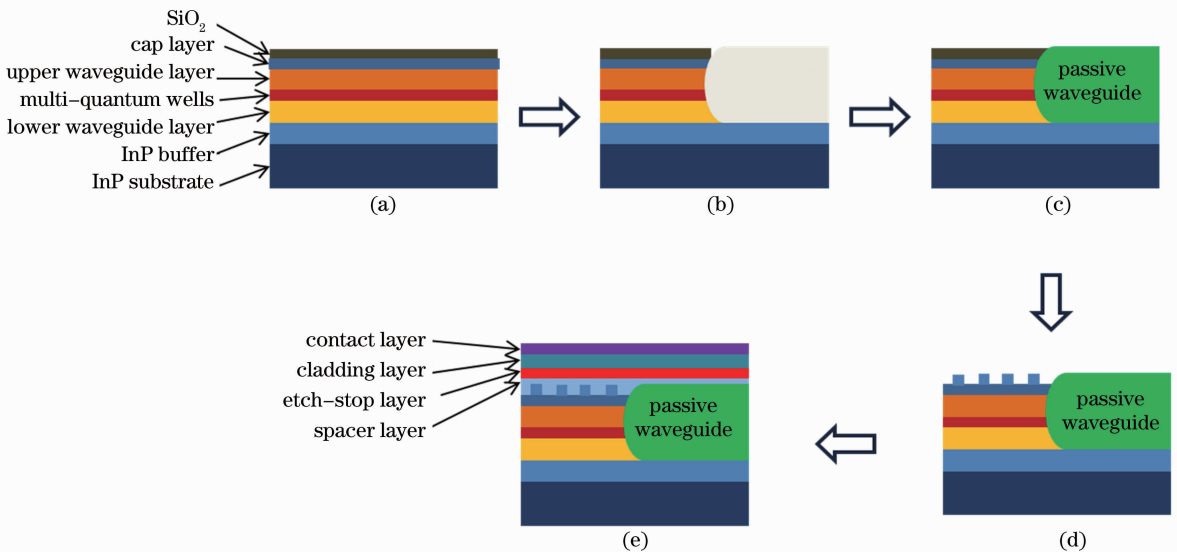 SiO₂
cap layer
upper waveguide layer
multi-quantum wells
lower waveguide layer
InP buffer
InP substrate
(a)
(b)
passive
waveguide
(c)
contact layer
cladding layer
etch-stop layer
spacer layer
passive
waveguide
(e)
passive
waveguide
(d)